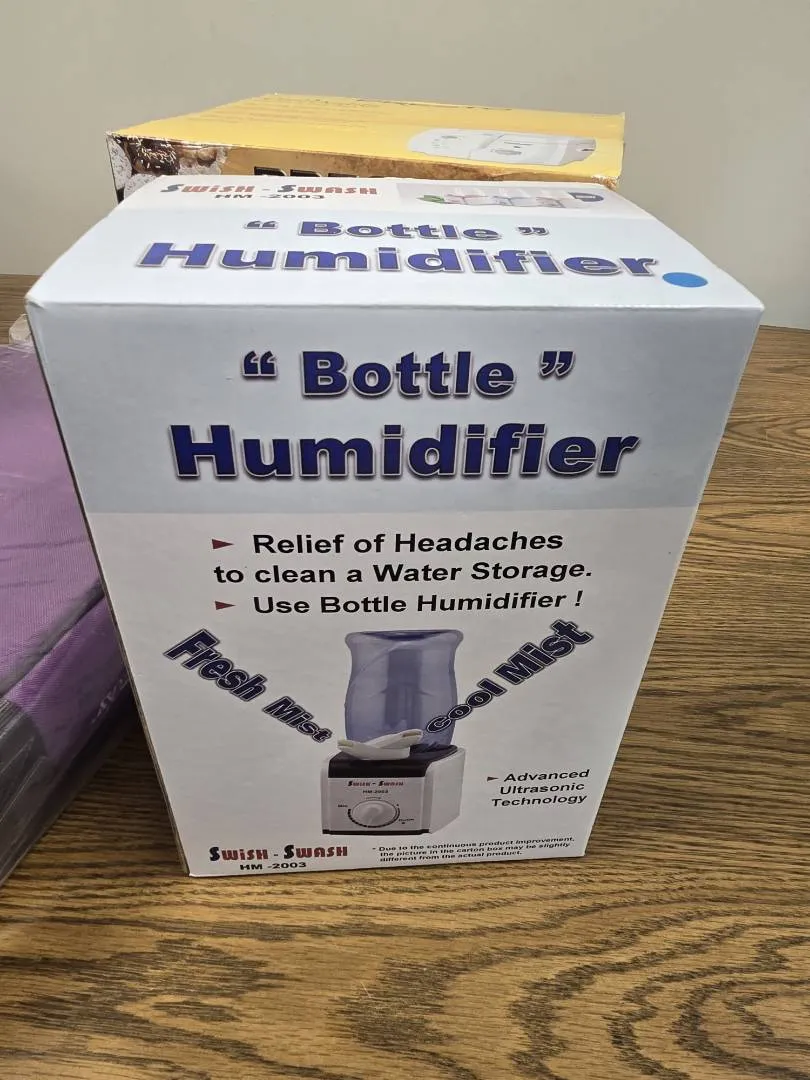 SWiSH - SWASH
HM -2003
“ Bottle ”
Humidifier
“ Bottle ”
Humidifier
► Relief of Headaches
to clean a Water Storage.
► Use Bottle Humidifier !
Fresh Mist
Cool Mist
SWiSH - SWASH
HM-2003
► Advanced
Ultrasonic
Technology
SWiSH - SWASH
HM -2003
* Due to the continuous product improvement,
the picture in the carton box may be slightly
different from the actual product.